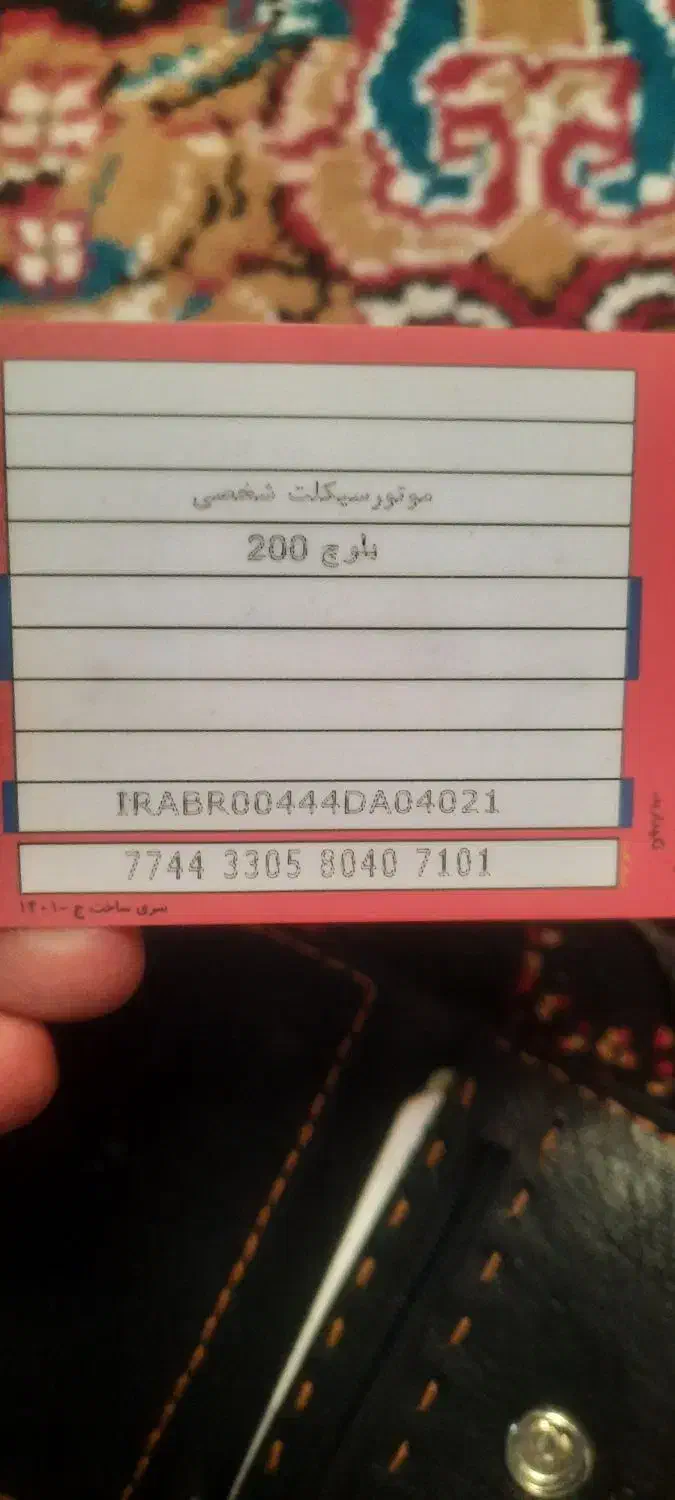 موتورسیکلت شخصی
بلوچ 200
IRABR00444DA04021
7744 3305 8040 7101
سری ساخت ج -۱۴۰۱